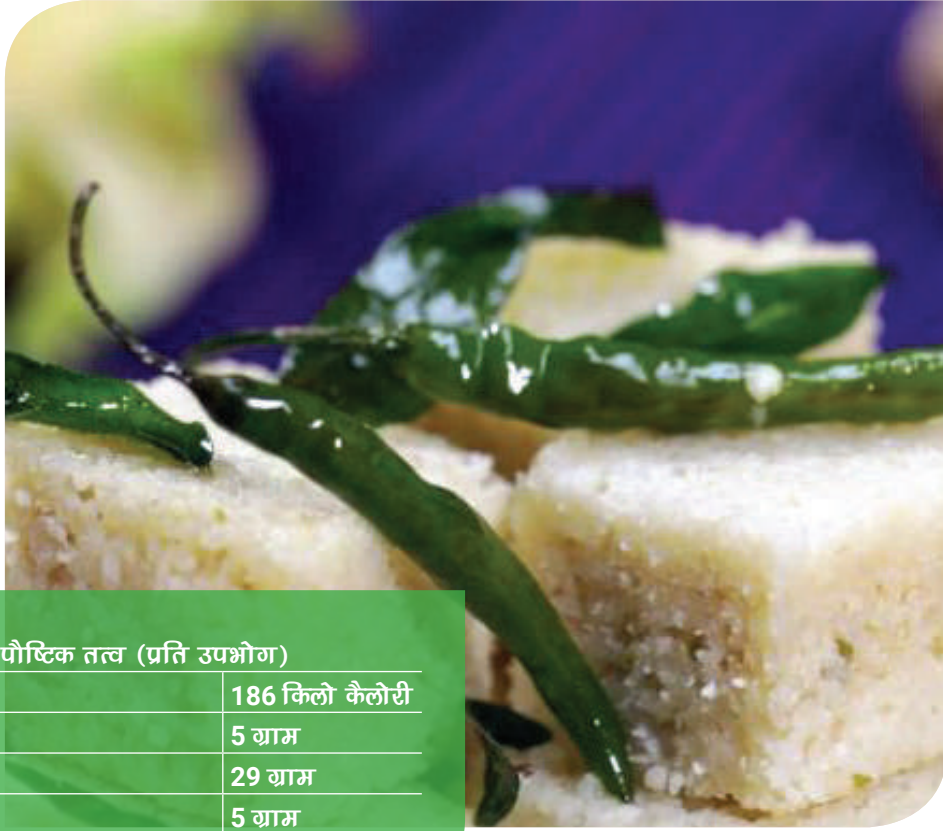 पौष्टिक तत्व (प्रति उपभोग)
186 किलो कैलोरी
5 ग्राम
29 ग्राम
5 ग्राम